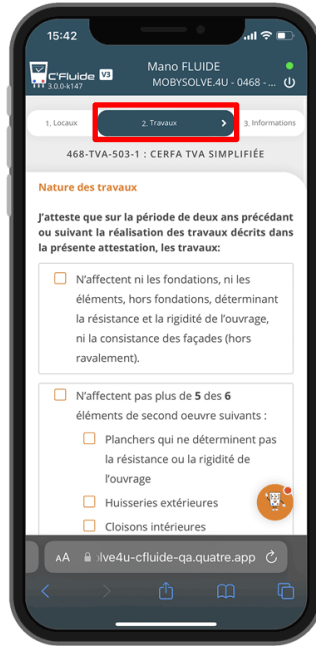 15:42
C'Fluide V3
3.0.0-k147
Mano FLUIDE
MOBYSOLVE.4U - 0468 - ...
1, Locaux
2. Travaux
3. Informations
468-TVA-503-1 : CERFA TVA SIMPLIFIÉE
Nature des travaux
J'atteste que sur la période de deux ans précédant
ou suivant la réalisation des travaux décrits dans
la présente attestation, les travaux:
N'affectent ni les fondations, ni les
éléments, hors fondations, déterminant
la résistance et la rigidité de l'ouvrage,
ni la consistance des façades (hors
ravalement).
N'affectent pas plus de 5 des 6
éléments de second oeuvre suivants :
Planchers qui ne déterminent pas
la résistance ou la rigidité de
l'ouvrage
Huisseries extérieures
Cloisons intérieures
AA lve4u-cfluide-qa.quatre.app